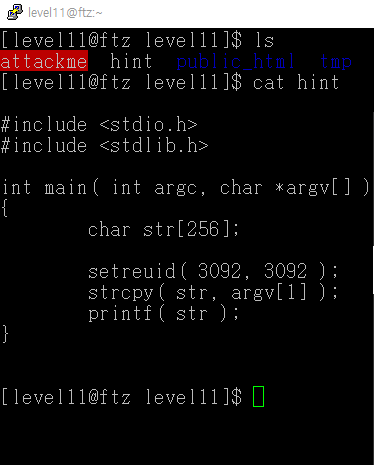 level11@ftz:~
[level11@ftz level11]$ ls
attackme  hint  public_html  tmp
[level11@ftz level11]$ cat hint
#include <stdio.h>
#include <stdlib.h>
int main( int argc, char *argv[] )
{
        char str[256];
        setreuid( 3092, 3092 );
        strcpy( str, argv[1] );
        printf( str );
}
[level11@ftz level11]$